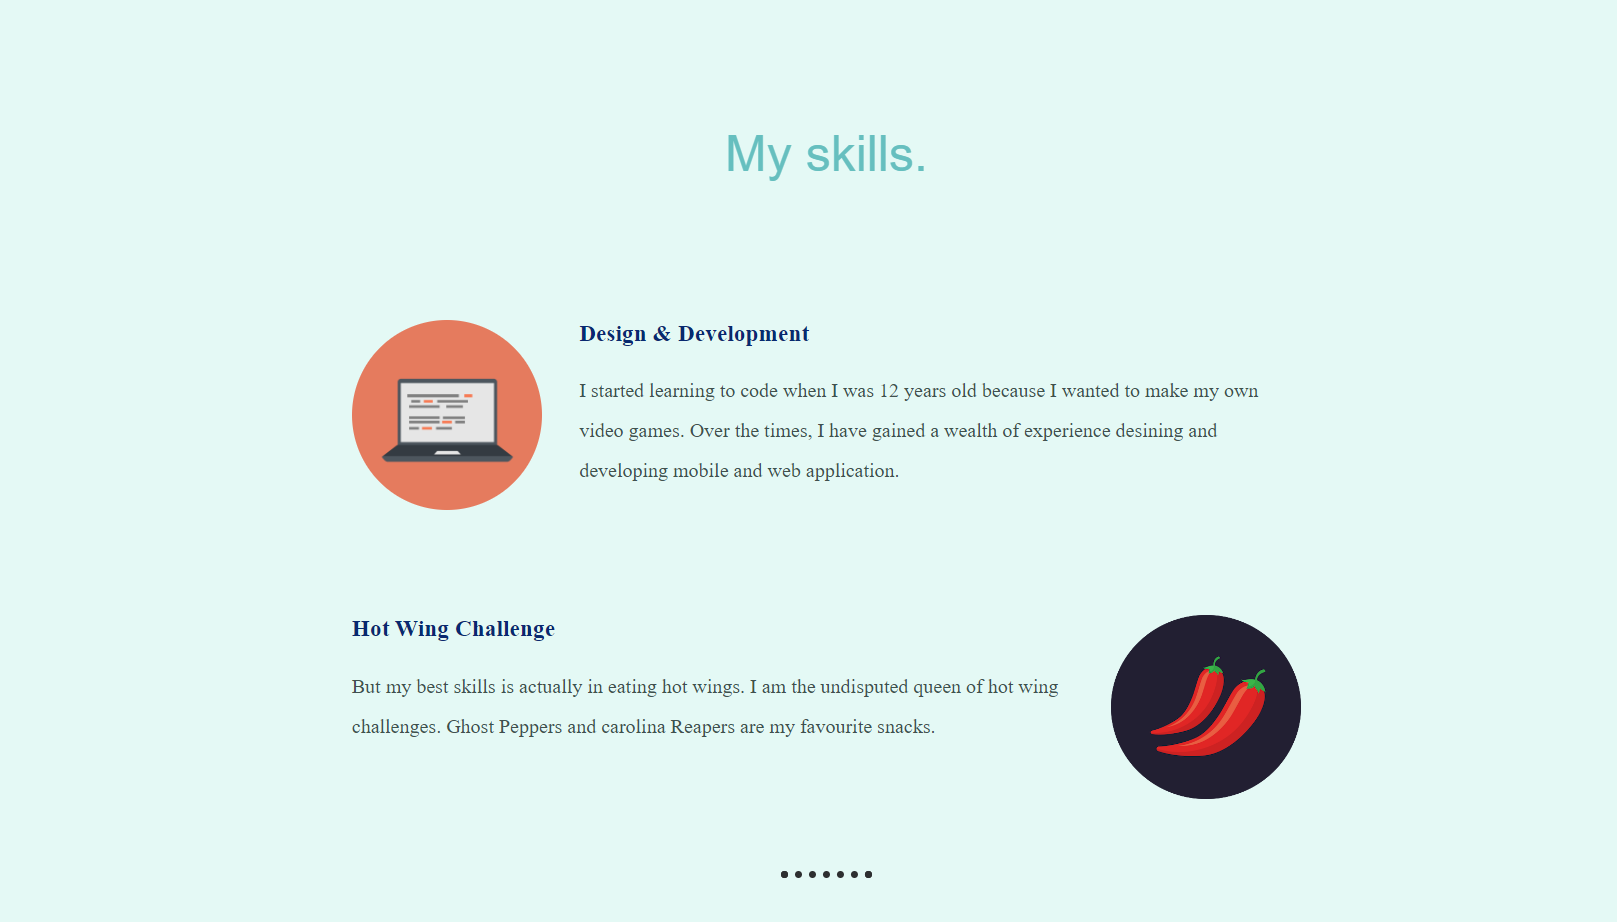 My skills.
Design & Development
I started learning to code when I was 12 years old because I wanted to make my own
video games. Over the times, I have gained a wealth of experience desining and
developing mobile and web application.
Hot Wing Challenge
But my best skills is actually in eating hot wings. I am the undisputed queen of hot wing
challenges. Ghost Peppers and carolina Reapers are my favourite snacks.